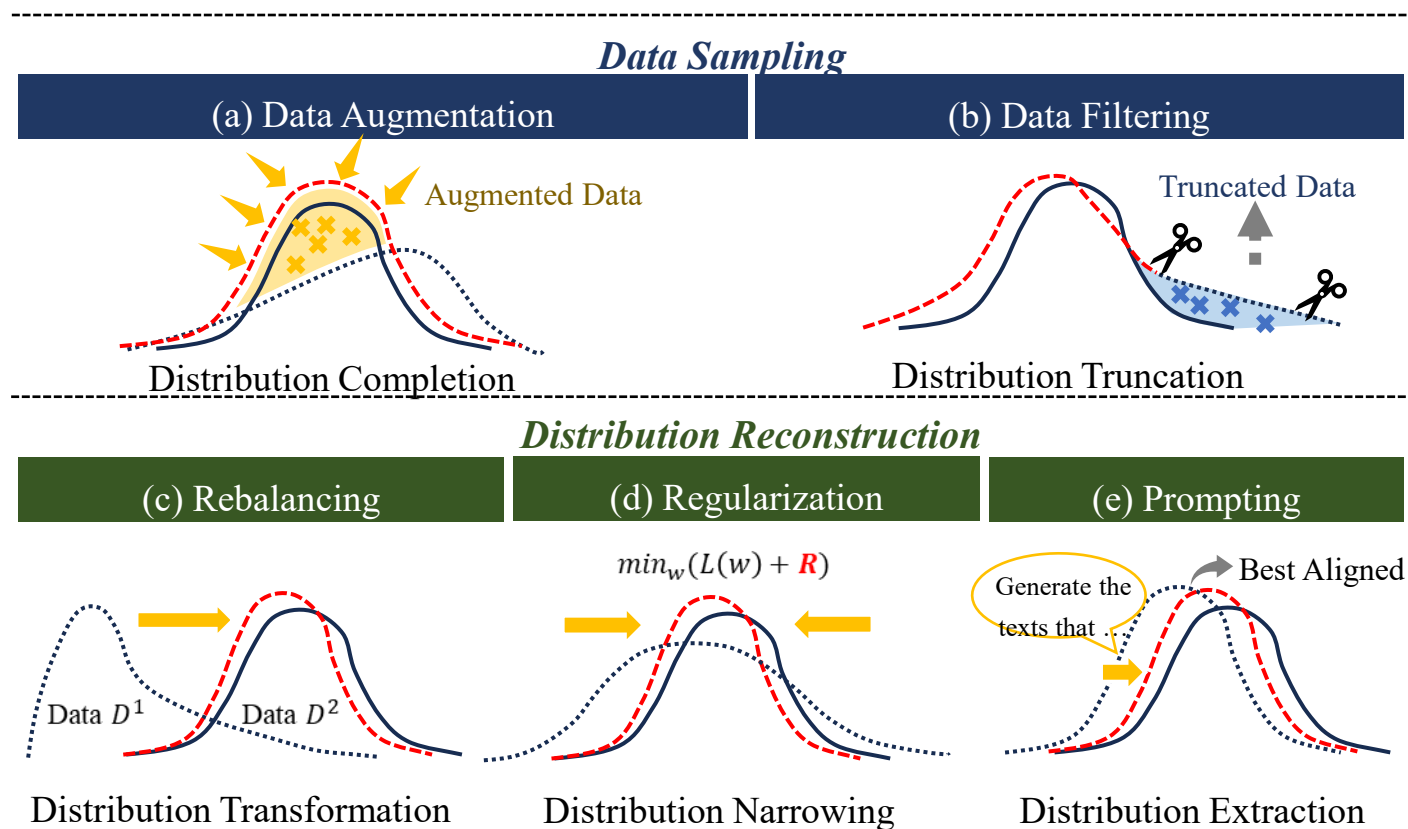 Data Sampling
(a) Data Augmentation
(b) Data Filtering
Augmented Data
Truncated Data
Distribution Completion
Distribution Truncation
Distribution Reconstruction
(c) Rebalancing
(d) Regularization
(e) Prompting
min_w(L(w) + R)
Generate the
texts that …
Best Aligned
Data D¹
Data D²
Distribution Transformation
Distribution Narrowing
Distribution Extraction